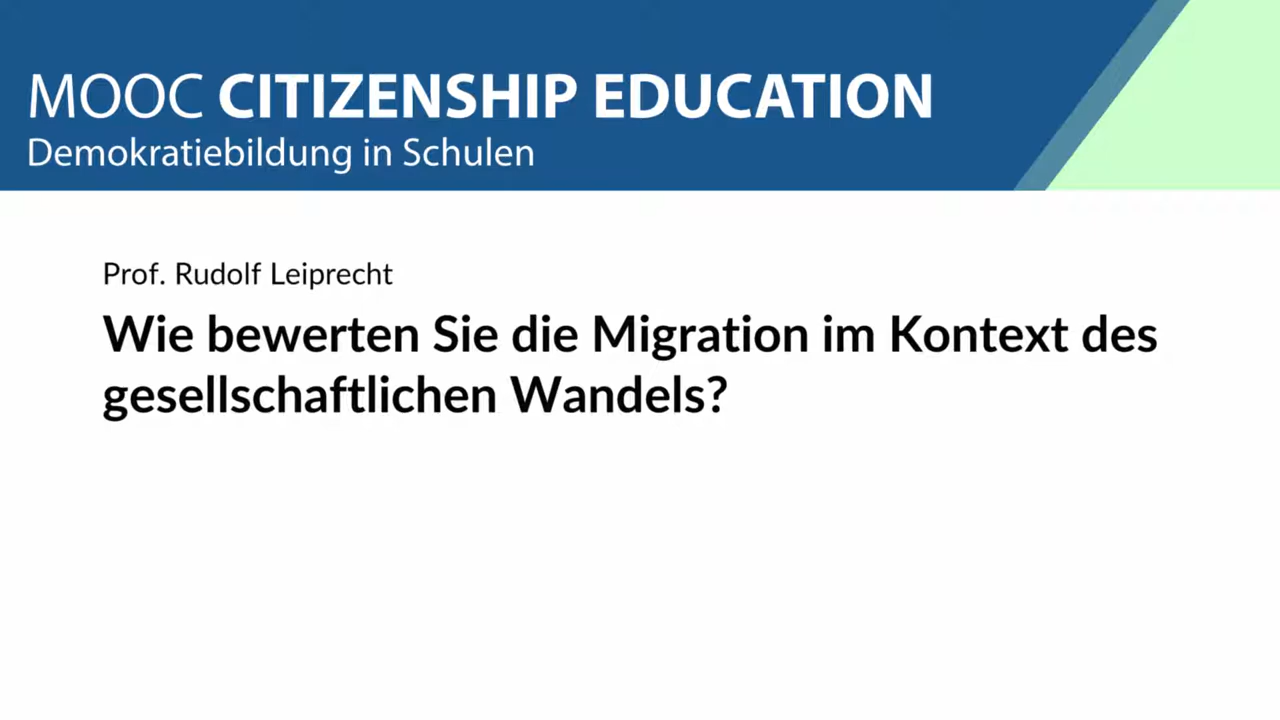 MOOC CITIZENSHIP EDUCATION
Demokratiebildung in Schulen
Prof. Rudolf Leiprecht
Wie bewerten Sie die Migration im Kontext des
gesellschaftlichen Wandels?